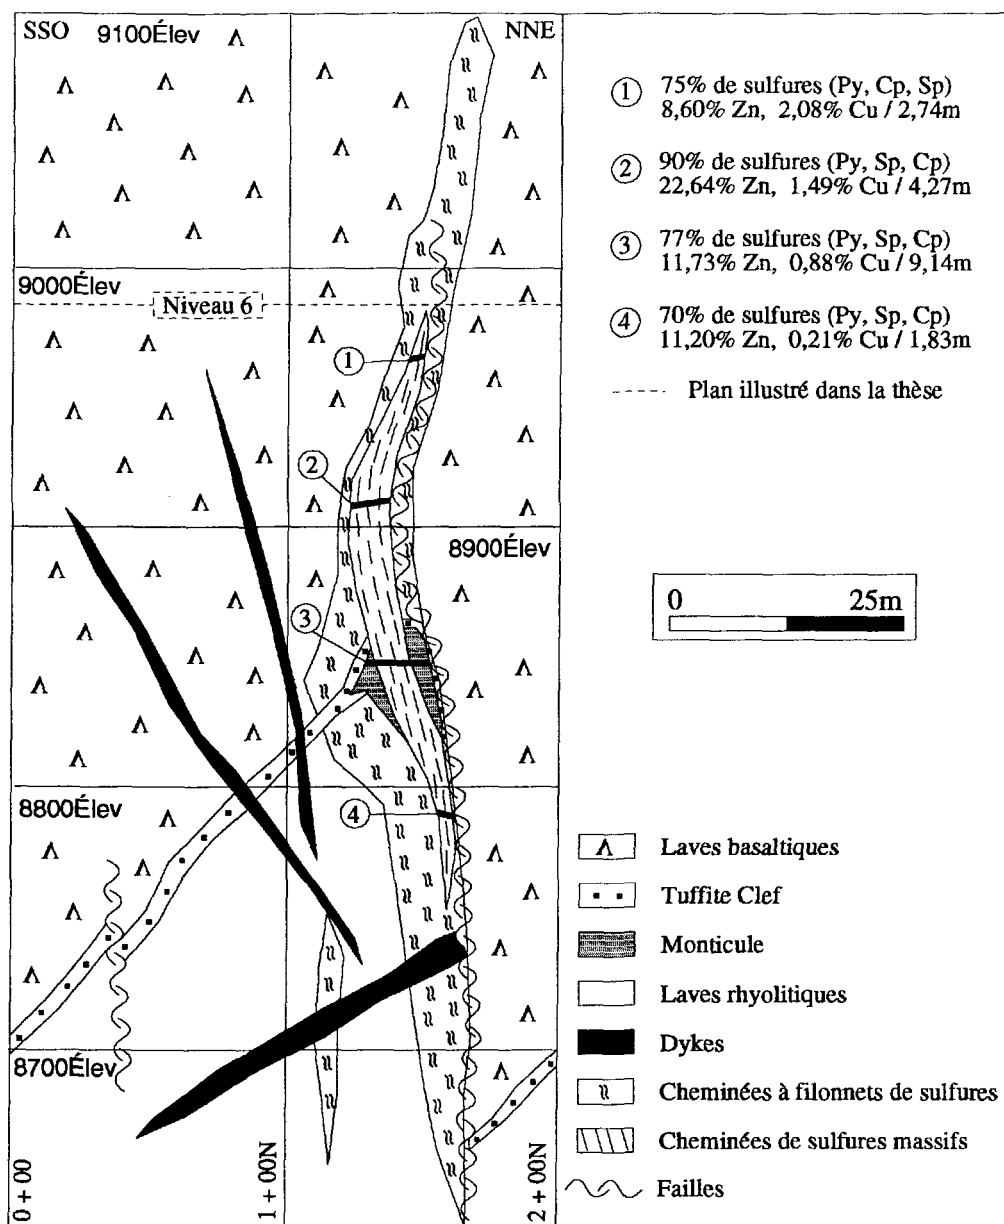 SSO
9100Élev
NNE
9000Élev
Niveau 6
1
2
8900Élev
3
8800Élev
4
8700Élev
0 + 00
1 + 00N
2 + 00N
1 75% de sulfures (Py, Cp, Sp)
8,60% Zn, 2,08% Cu / 2,74m
2 90% de sulfures (Py, Sp, Cp)
22,64% Zn, 1,49% Cu / 4,27m
3 77% de sulfures (Py, Sp, Cp)
11,73% Zn, 0,88% Cu / 9,14m
4 70% de sulfures (Py, Sp, Cp)
11,20% Zn, 0,21% Cu / 1,83m
Plan illustré dans la thèse
0 25m
Laves basaltiques
Tuffite Clef
Monticule
Laves rhyolitiques
Dykes
Cheminées à filonnets de sulfures
Cheminées de sulfures massifs
Failles